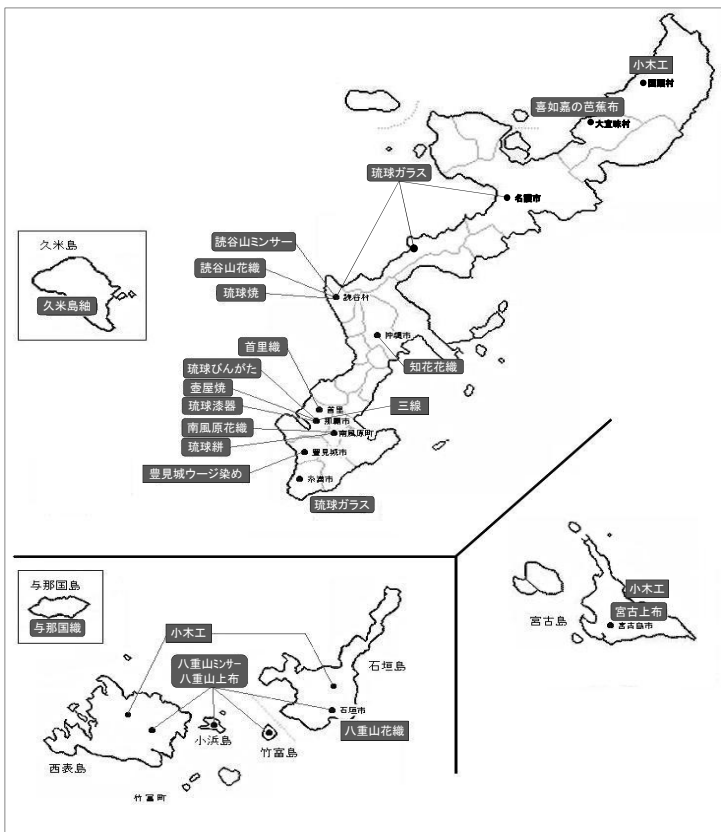 小木工
国頭村
喜如嘉の芭蕉布
大宜味村
琉球ガラス
名護市
読谷山ミンサー
読谷山花織
琉球焼
読谷村
久米島
久米島紬
沖縄市
知花花織
首里織
琉球びんがた
壺屋焼
琉球漆器
南風原花織
琉球絣
豊見城ウージ染め
首里
三線
那覇市
南風原町
豊見城市
糸満市
琉球ガラス
与那国島
与那国織
小木工
八重山ミンサー
八重山上布
石垣島
石垣市
八重山花織
小浜島
竹富島
西表島
竹富町
小木工
宮古上布
宮古島
宮古島市